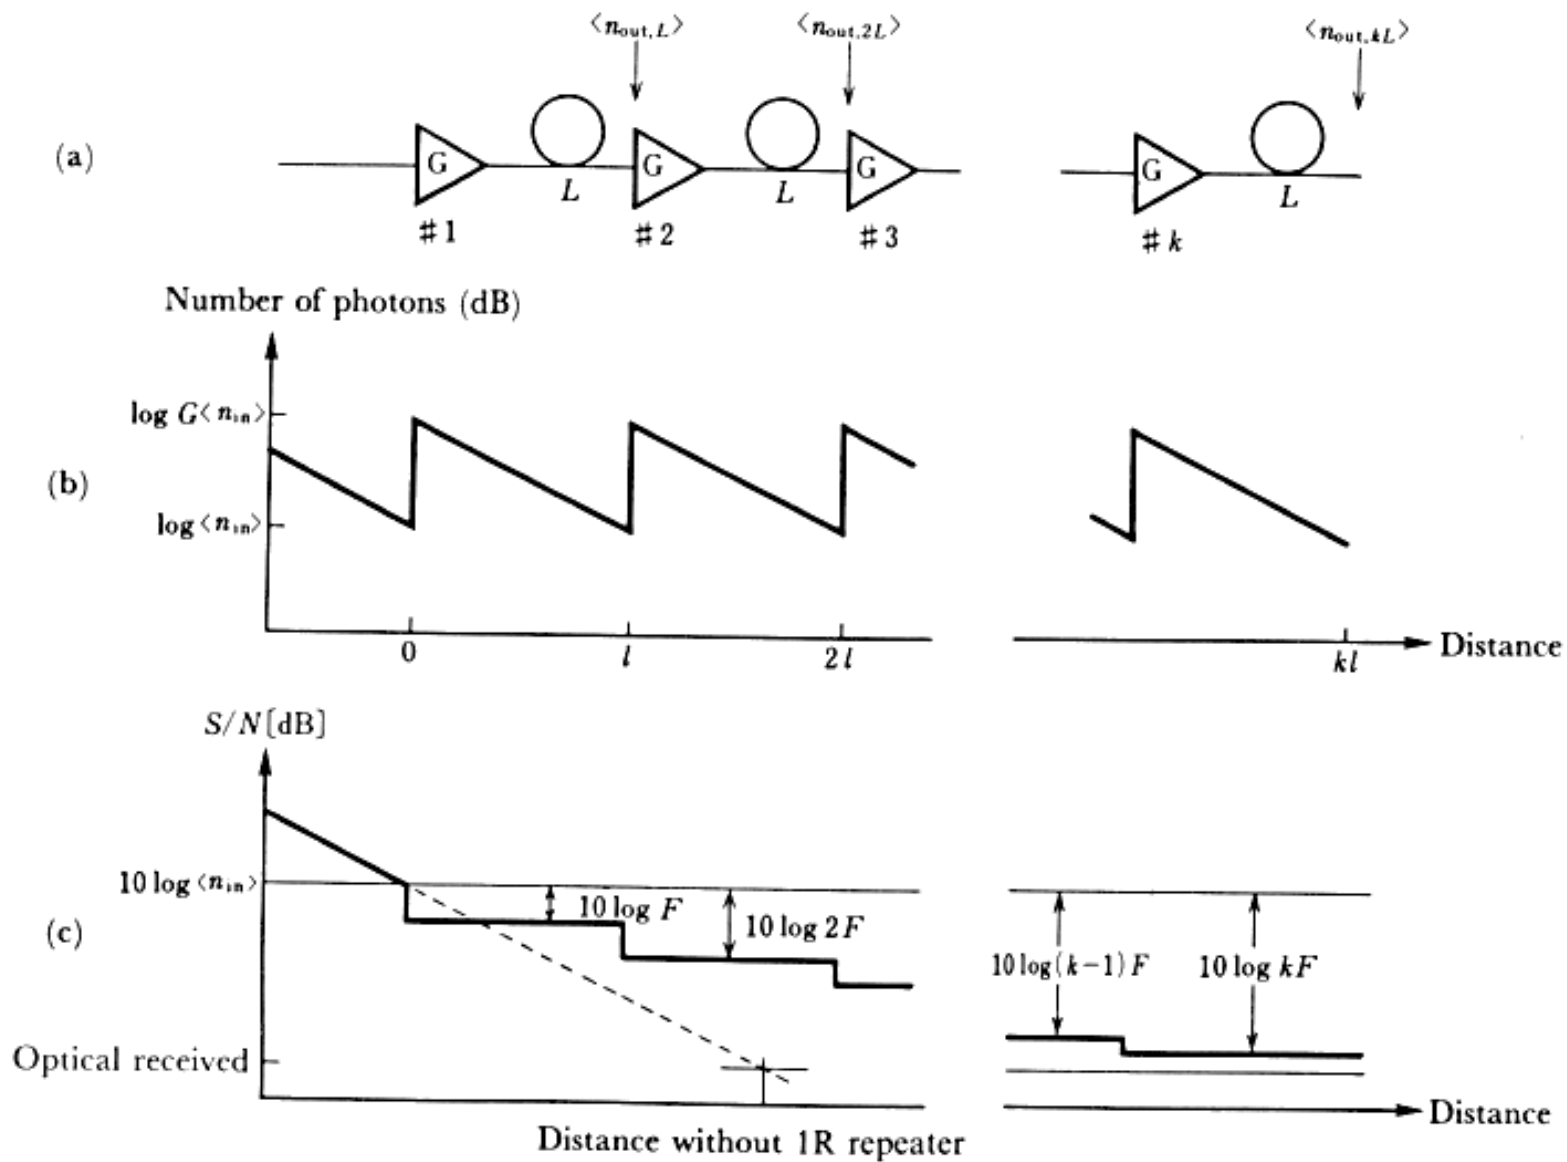 ⟨n_out,L⟩ ⟨n_out,2L⟩ ⟨n_out,kL⟩
(a)
G G G G
L L L
#1 #2 #3 #k
Number of photons (dB)
log G⟨n_in⟩
(b)
log⟨n_in⟩
0 l 2l kl
Distance
S/N[dB]
10 log⟨n_in⟩
10 log F
10 log 2F
(c)
10 log(k−1)F 10 log kF
Optical received
Distance
Distance without 1R repeater